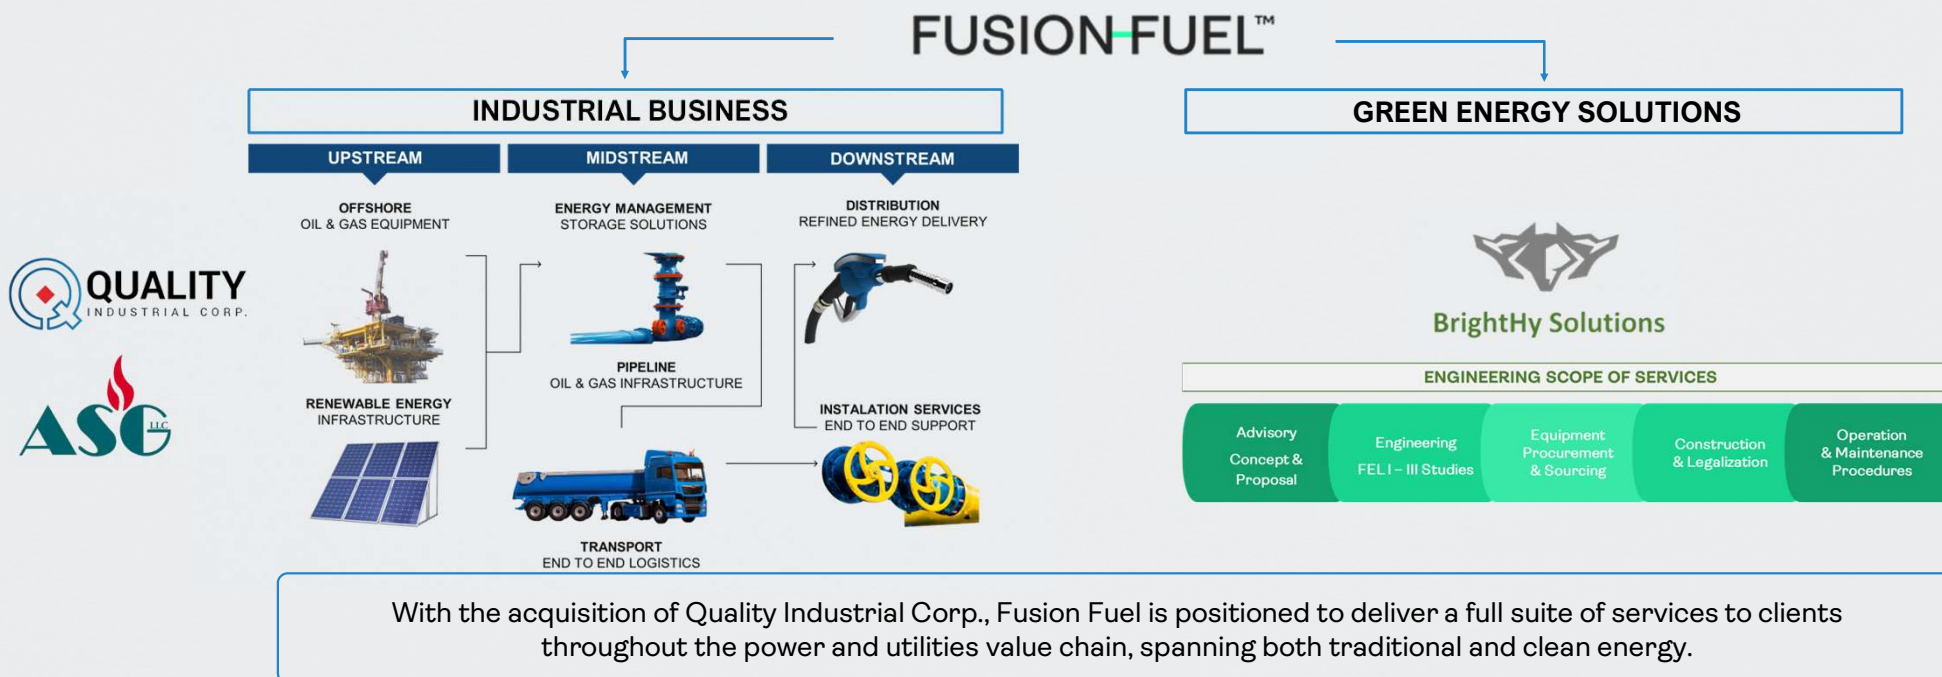 FUSION-FUEL™
INDUSTRIAL BUSINESS
UPSTREAM
MIDSTREAM
DOWNSTREAM
OFFSHORE
OIL & GAS EQUIPMENT
ENERGY MANAGEMENT
STORAGE SOLUTIONS
DISTRIBUTION
REFINED ENERGY DELIVERY
QUALITY
INDUSTRIAL CORP.
ASG LLC
PIPELINE
OIL & GAS INFRASTRUCTURE
RENEWABLE ENERGY
INFRASTRUCTURE
INSTALATION SERVICES
END TO END SUPPORT
TRANSPORT
END TO END LOGISTICS
GREEN ENERGY SOLUTIONS
BrightHy Solutions
ENGINEERING SCOPE OF SERVICES
Advisory
Concept &
Proposal
Engineering
FEL I – III Studies
Equipment
Procurement
& Sourcing
Construction
& Legalization
Operation
& Maintenance
Procedures
With the acquisition of Quality Industrial Corp., Fusion Fuel is positioned to deliver a full suite of services to clients
throughout the power and utilities value chain, spanning both traditional and clean energy.